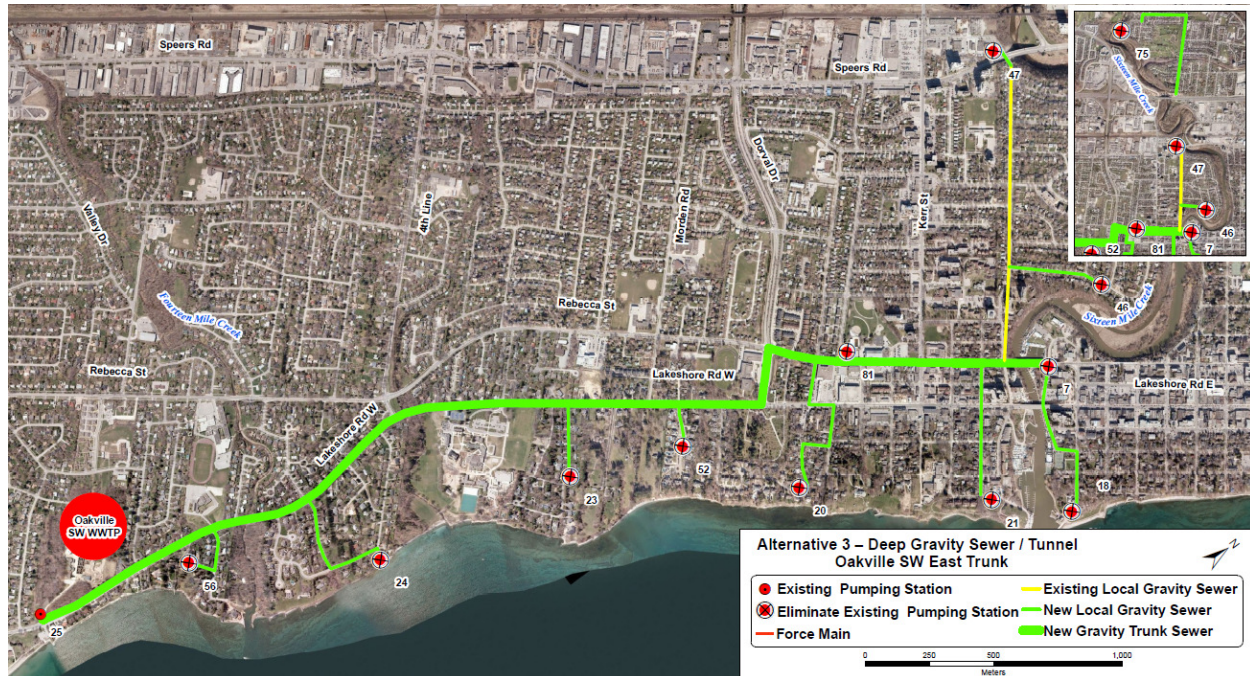 Speers Rd
Speers Rd
47
75
Sixteen Mile Creek
47
46
52
81
7
Valley Dr
4th Line
Morden Rd
Dorval Dr
Kerr St
Fourteen Mile Creek
Rebecca St
46
Sixteen Mile Creek
Rebecca St
Lakeshore Rd W
81
7
Lakeshore Rd E
Lakeshore Rd W
23
52
20
21
18
Oakville
SW WWTP
56
24
25
Alternative 3 – Deep Gravity Sewer / Tunnel
Oakville SW East Trunk
N
Existing Pumping Station
Eliminate Existing Pumping Station
Force Main
Existing Local Gravity Sewer
New Local Gravity Sewer
New Gravity Trunk Sewer
0 250 500 1,000
Meters